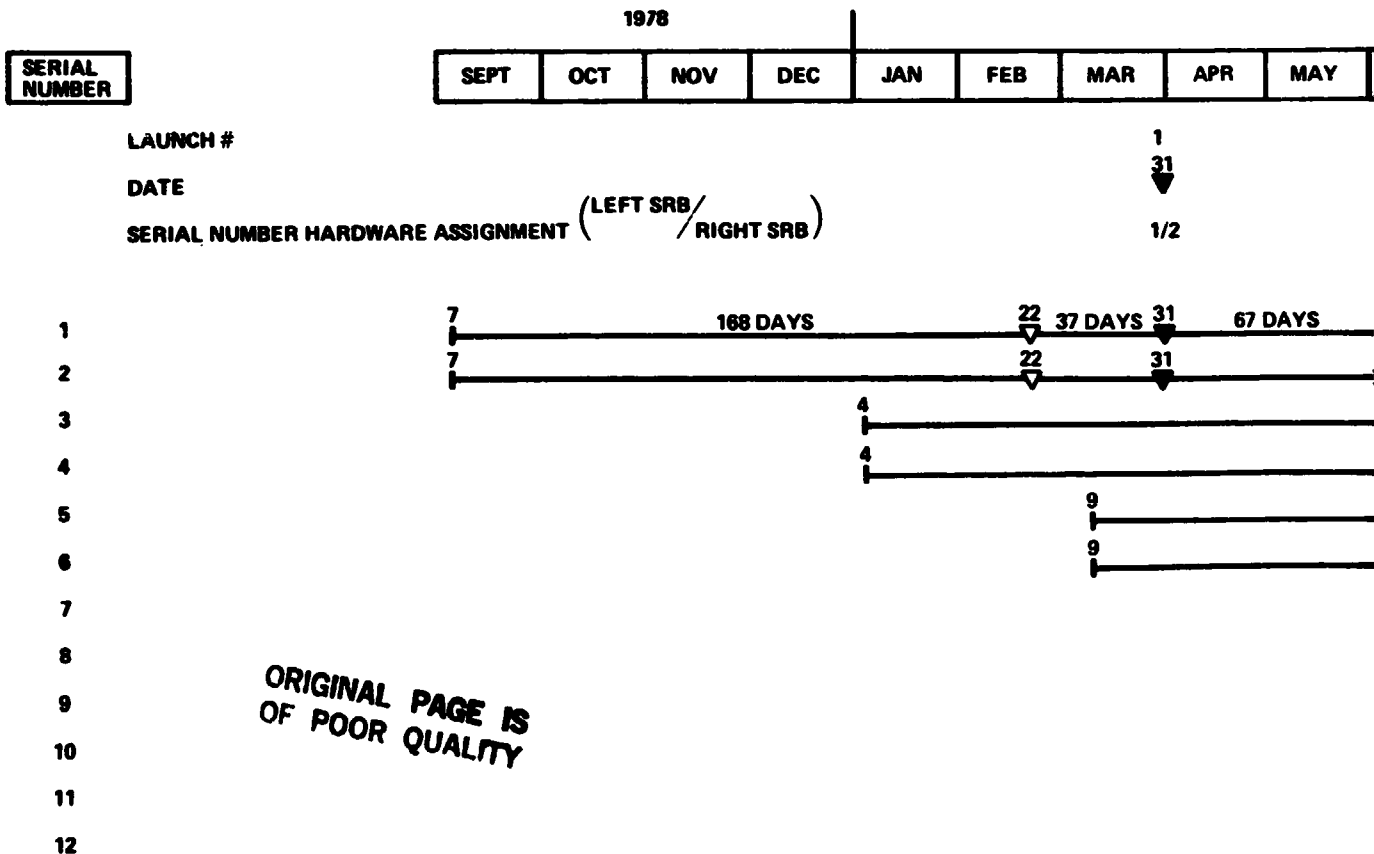 1978
SERIAL NUMBER
SEPT OCT NOV DEC JAN FEB MAR APR MAY
LAUNCH # 1
DATE 31
SERIAL NUMBER HARDWARE ASSIGNMENT (LEFT SRB/RIGHT SRB) 1/2
1 7 168 DAYS 22 37 DAYS 31 67 DAYS
2 7 22 31
3 4
4 4
5 9
6 9
7
8
9
10
11
12
ORIGINAL PAGE IS
OF POOR QUALITY